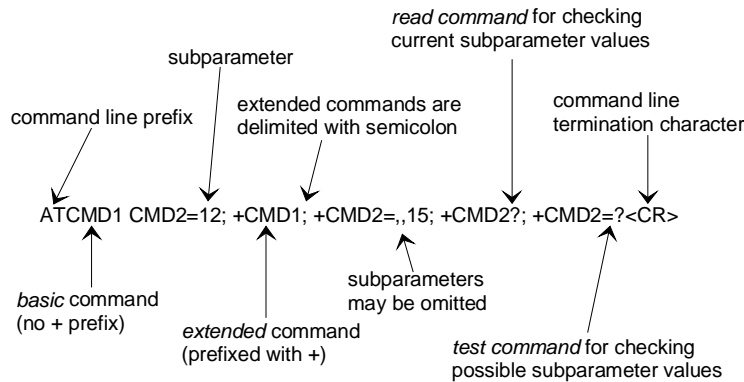 read command for checking
current subparameter values
subparameter
extended commands are
delimited with semicolon
command line
termination character
command line prefix
ATCMD1 CMD2=12; +CMD1; +CMD2=,,15; +CMD2?; +CMD2=?<CR>
subparameters
may be omitted
basic command
(no + prefix)
extended command
(prefixed with +)
test command for checking
possible subparameter values